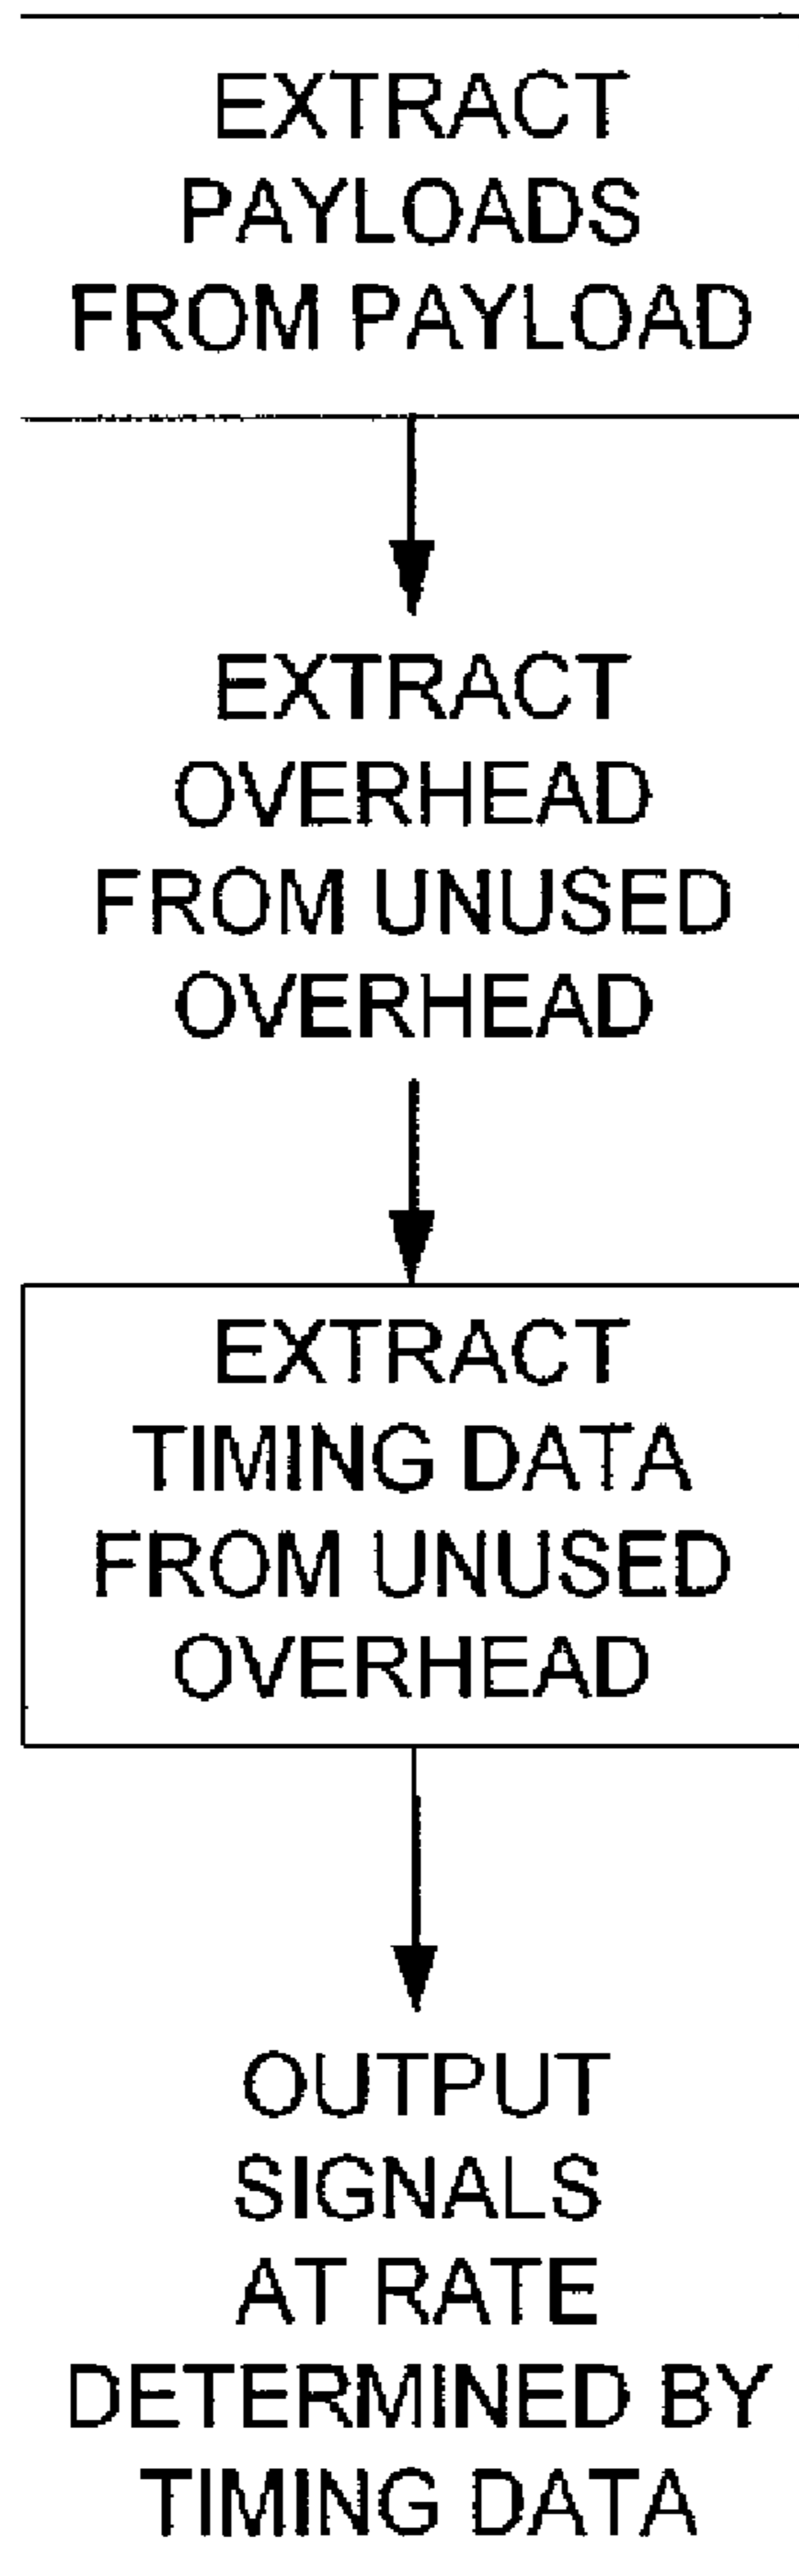 EXTRACT
PAYLOADS
FROM PAYLOAD
EXTRACT
OVERHEAD
FROM UNUSED
OVERHEAD
EXTRACT
TIMING DATA
FROM UNUSED
OVERHEAD
OUTPUT
SIGNALS
AT RATE
DETERMINED BY
TIMING DATA